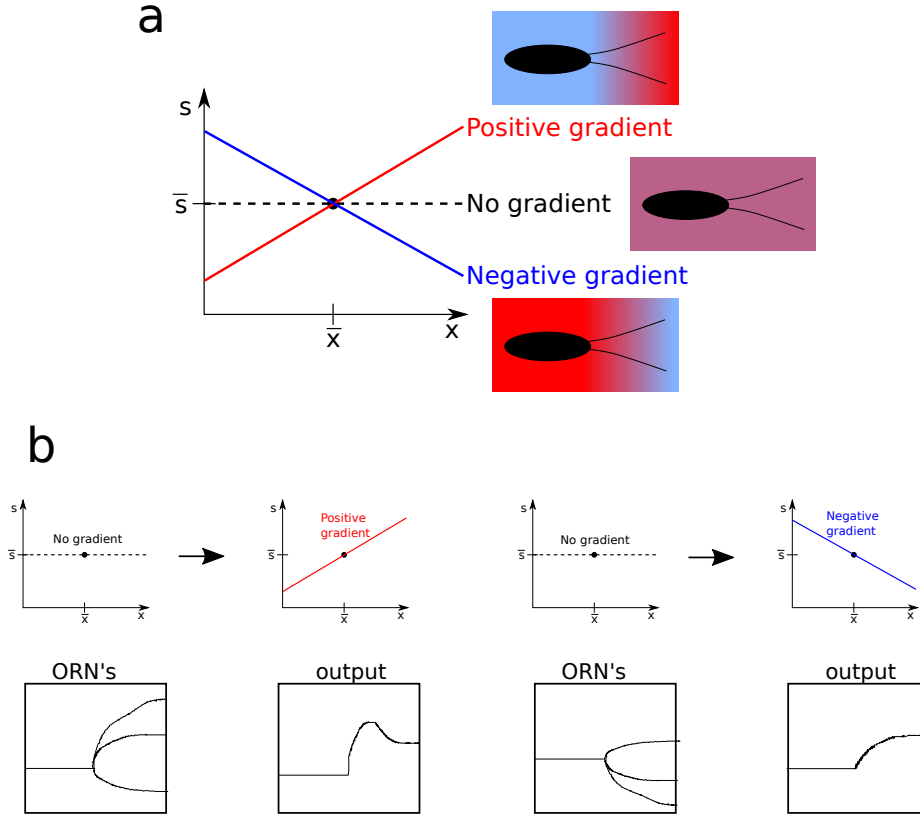 a
s
Positive gradient
s̅
No gradient
Negative gradient
x̅
x
b
s
No gradient
s̅
x̅
x
s
Positive
gradient
s̅
x̅
x
s
No gradient
s̅
x̅
x
s
Negative
gradient
s̅
x̅
x
ORN's
output
ORN's
output